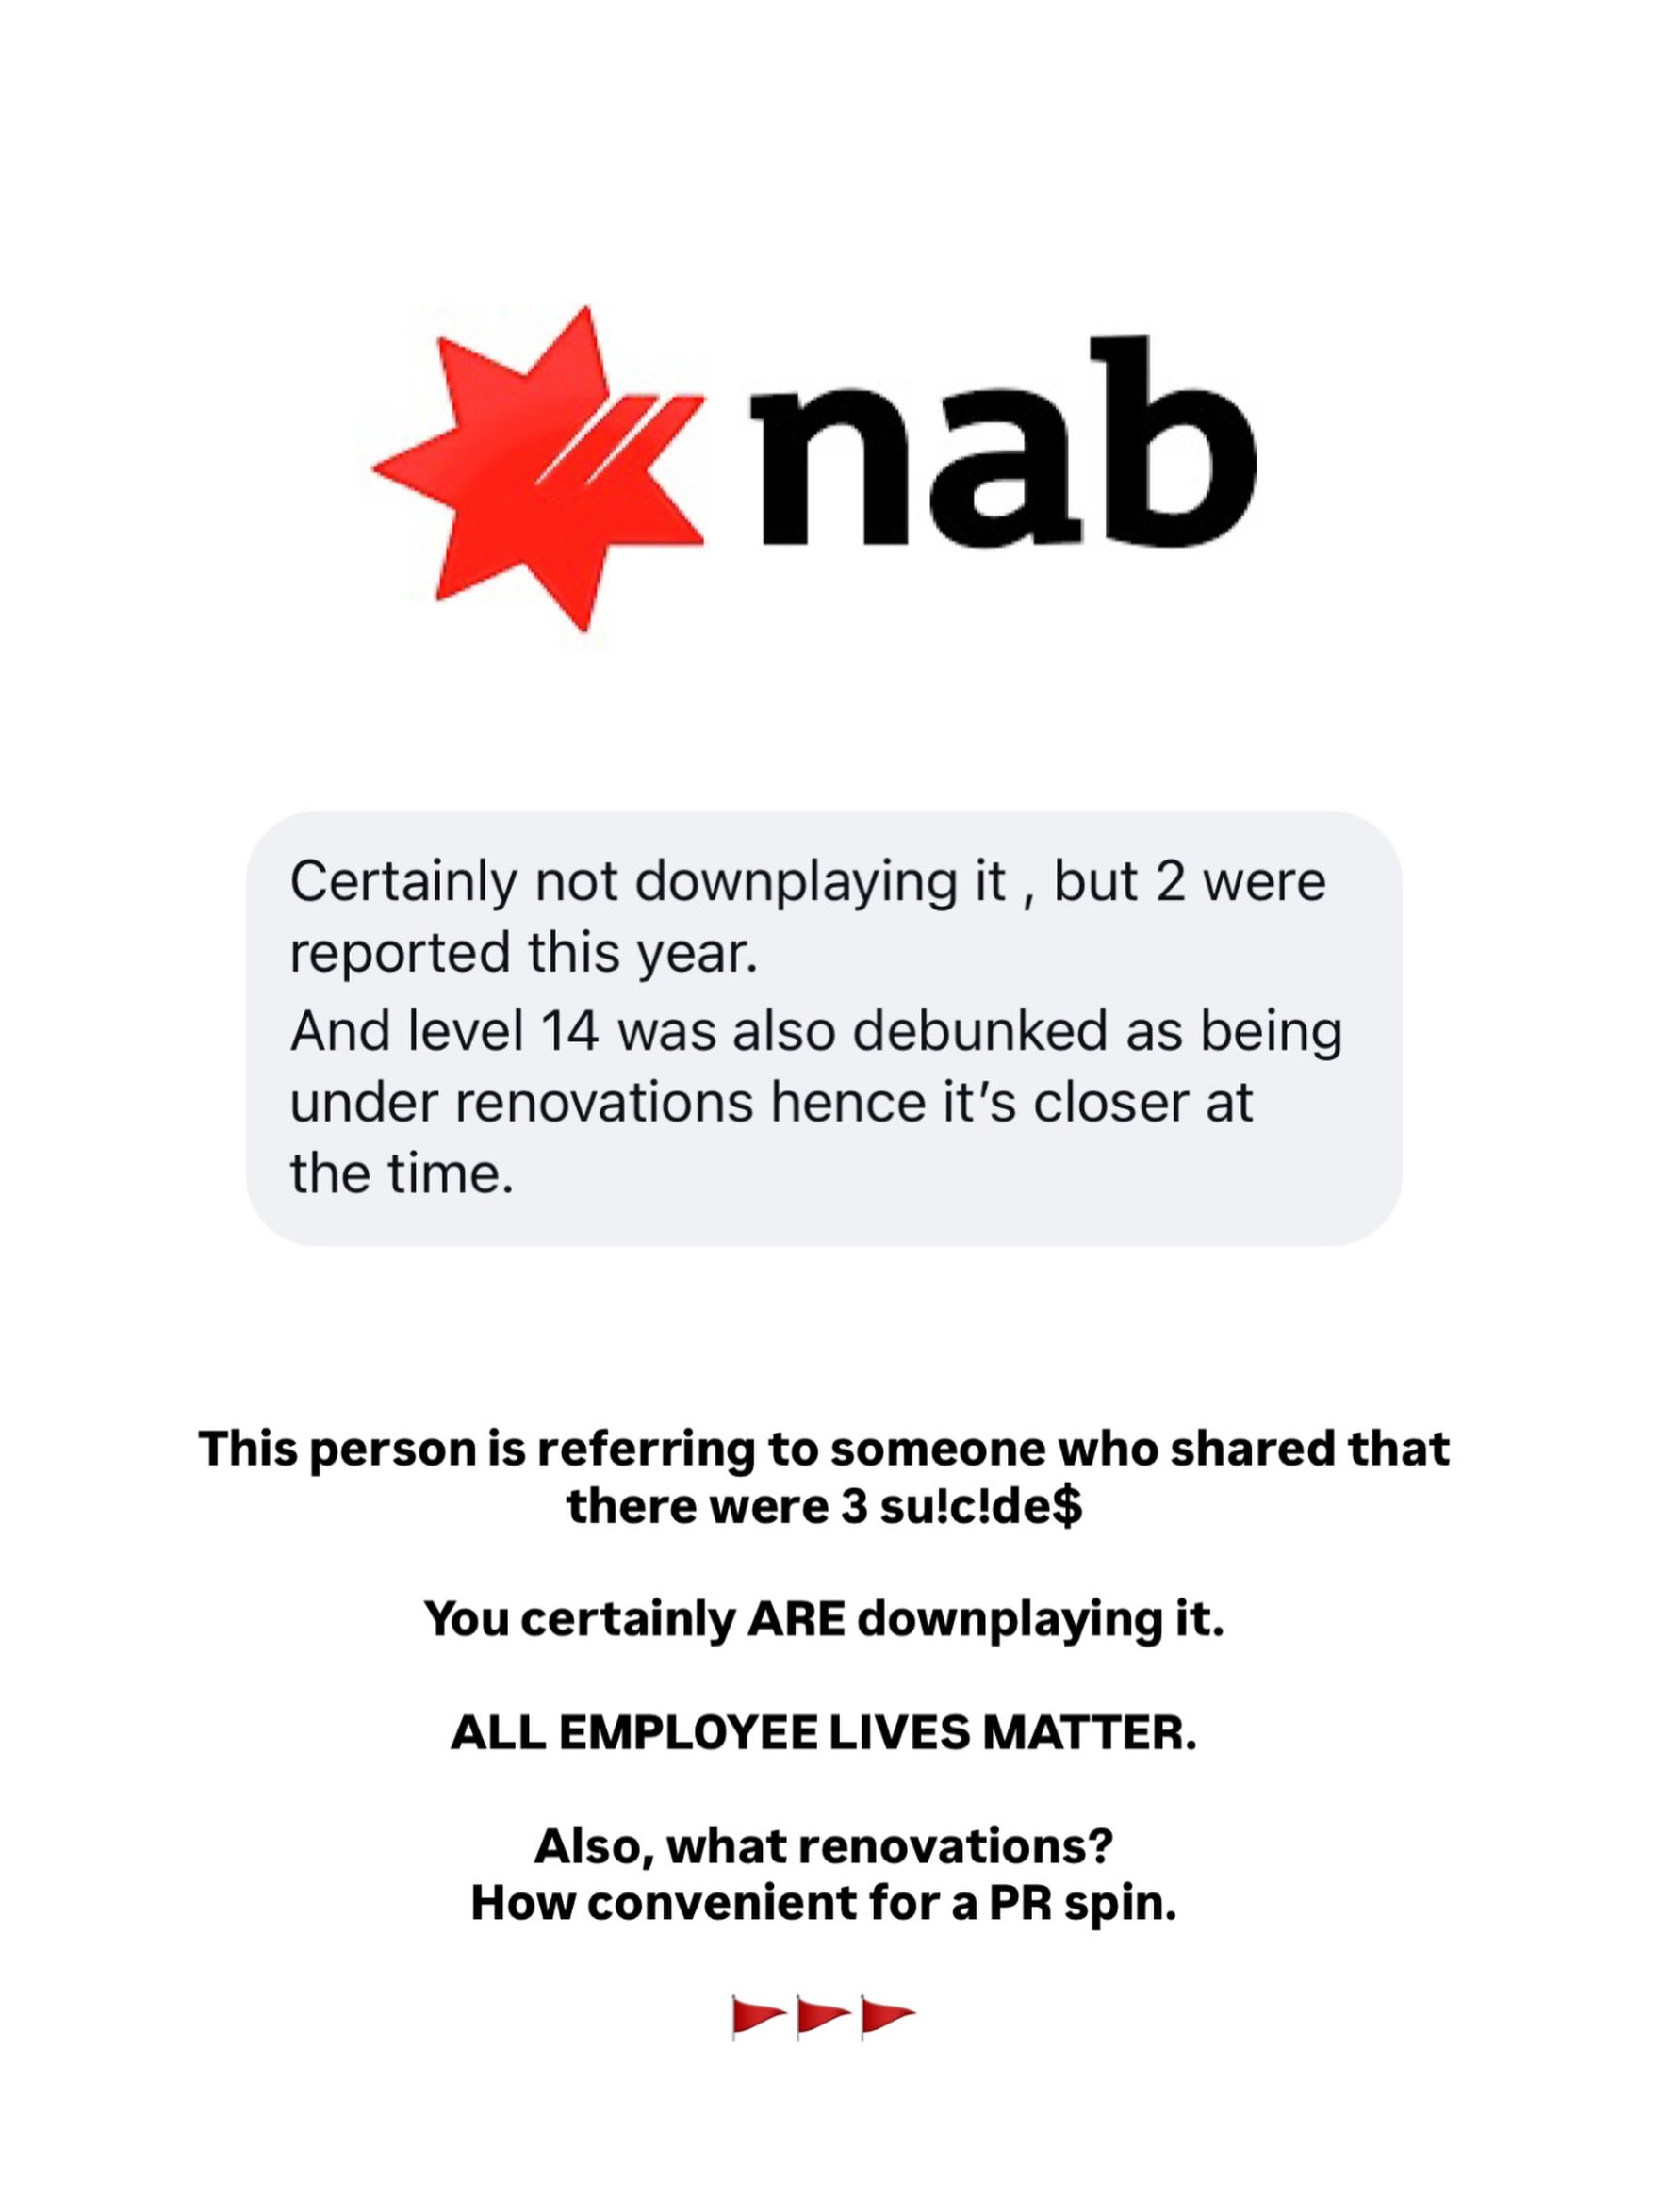 nab
Certainly not downplaying it , but 2 were
reported this year.
And level 14 was also debunked as being
under renovations hence it’s closer at
the time.
This person is referring to someone who shared that
there were 3 su!c!de$
You certainly ARE downplaying it.
ALL EMPLOYEE LIVES MATTER.
Also, what renovations?
How convenient for a PR spin.
🚩🚩🚩